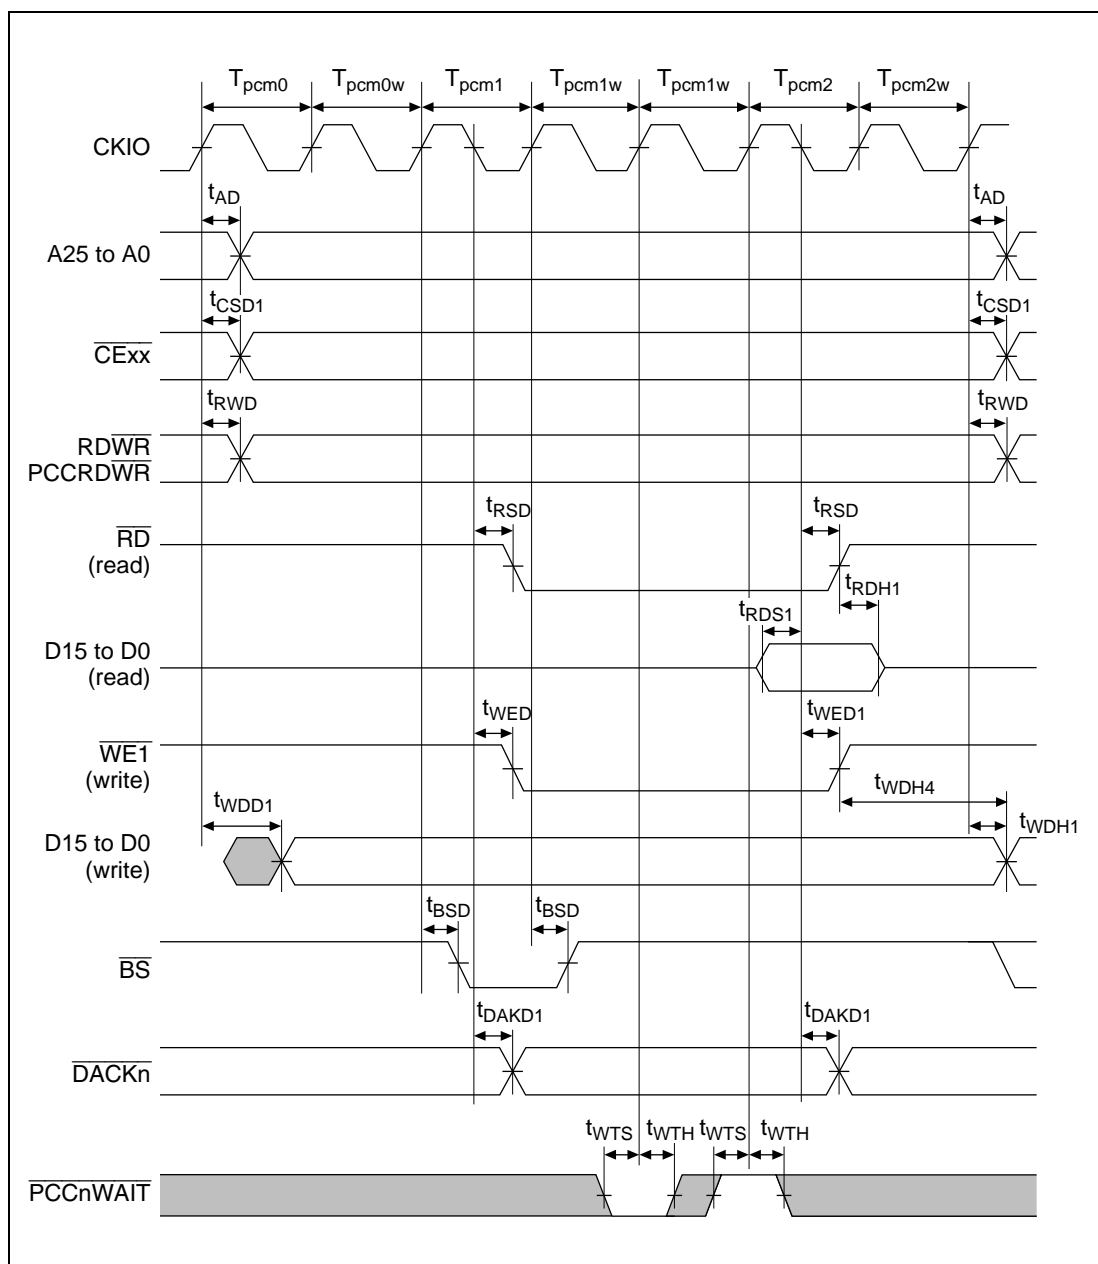 Tpcm0 Tpcm0w Tpcm1 Tpcm1w Tpcm1w Tpcm2 Tpcm2w
CKIO
tAD tAD
A25 to A0
tCSD1 tCSD1
CExx
tRWD tRWD
RDWR
PCCRDWR
tRSD tRSD
RD
(read)
tRDH1
tRDS1
D15 to D0
(read)
tWED tWED1
WE1
(write)
tWDH4
tWDD1
tWDH1
D15 to D0
(write)
tBSD tBSD
BS
tDAKD1 tDAKD1
DACKn
tWTS tWTH tWTS tWTH
PCCnWAIT